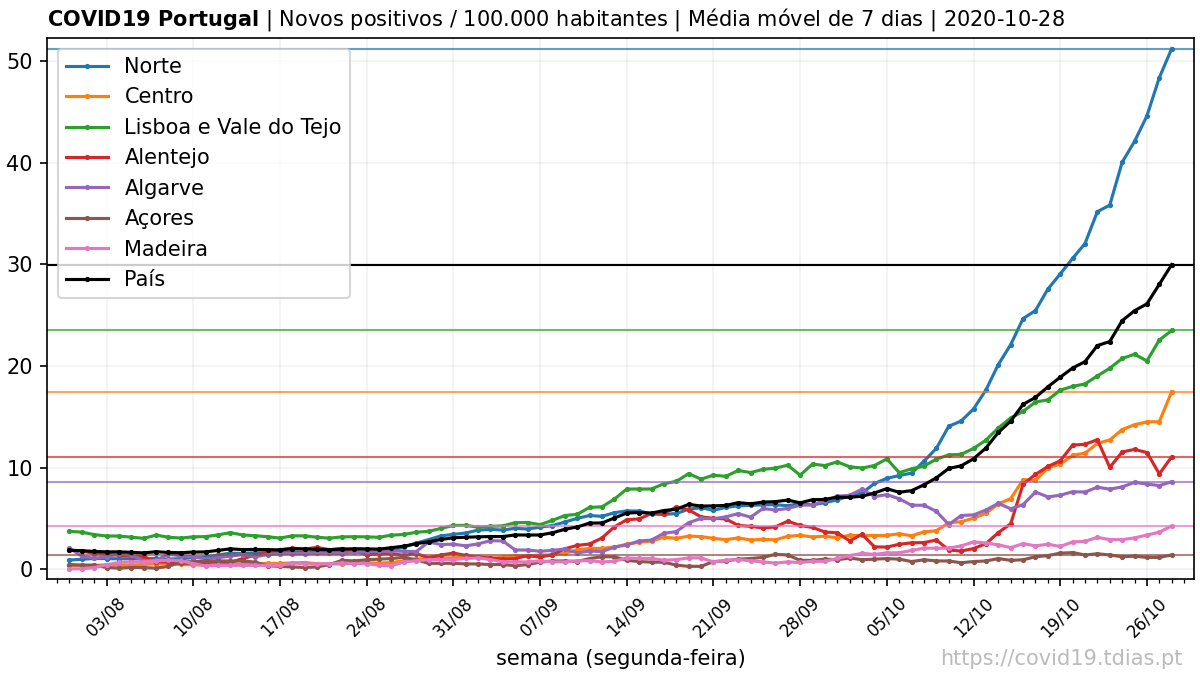 COVID19 Portugal | Novos positivos / 100.000 habitantes | Média móvel de 7 dias | 2020-10-28
50
40
30
20
10
0
Norte
Centro
Lisboa e Vale do Tejo
Alentejo
Algarve
Açores
Madeira
País
03/08
10/08
17/08
24/08
31/08
07/09
14/09
21/09
28/09
05/10
12/10
19/10
26/10
semana (segunda-feira)
https://covid19.tdias.pt